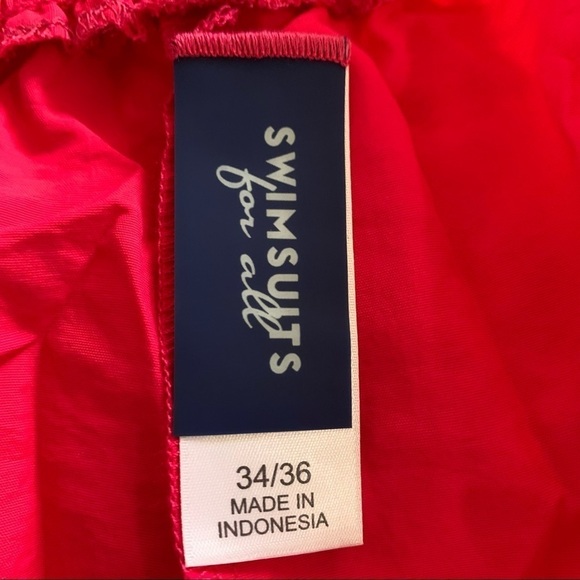 SWIMSUITS
for all
34/36
MADE IN
INDONESIA